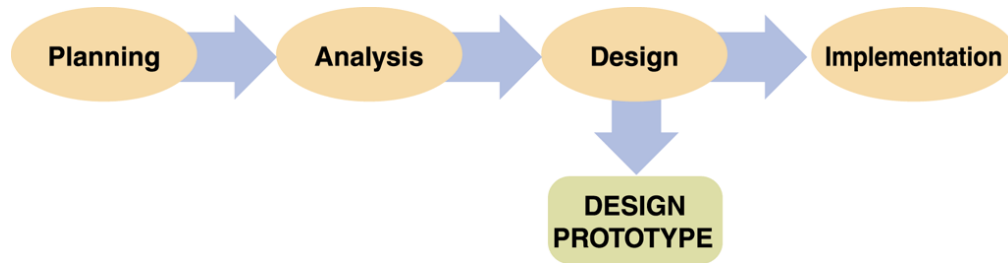 Planning
Analysis
Design
Implementation
DESIGN
PROTOTYPE